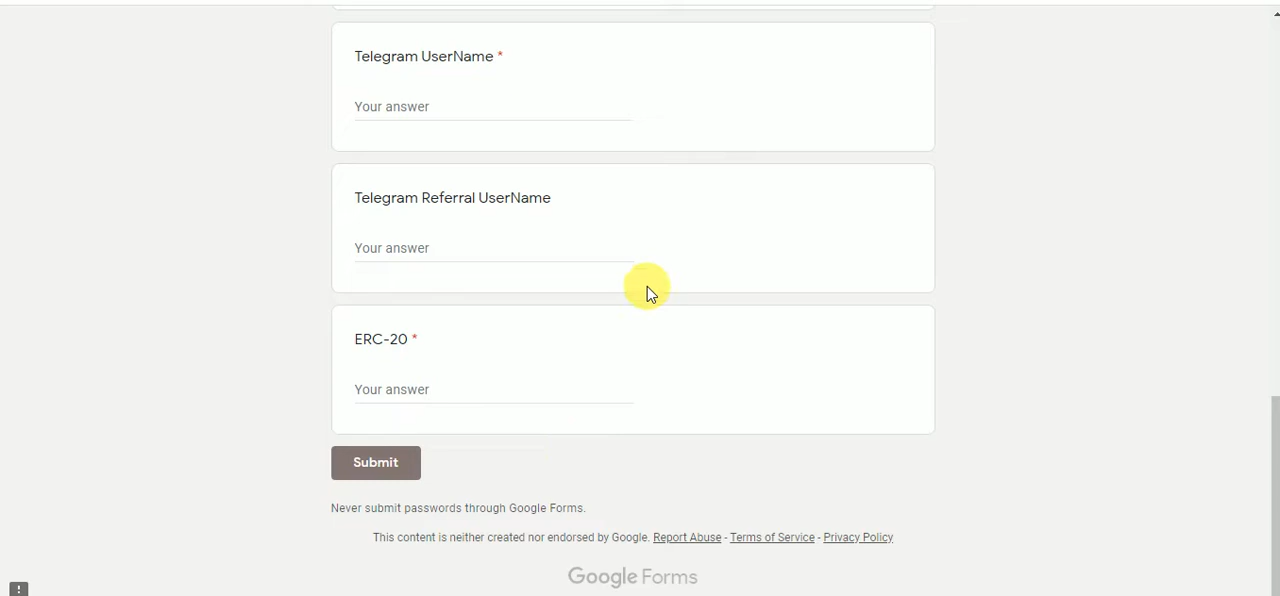 Telegram UserName *
Your answer
Telegram Referral UserName
Your answer
ERC-20 *
Your answer
Submit
Never submit passwords through Google Forms.
This content is neither created nor endorsed by Google. Report Abuse - Terms of Service - Privacy Policy
Google Forms
!